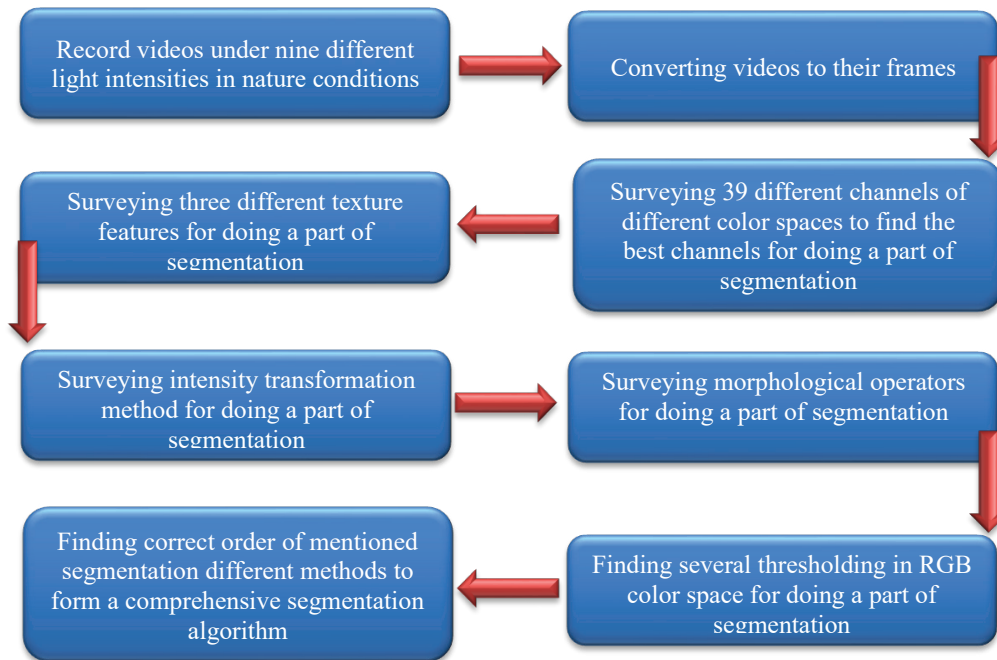 Record videos under nine different
light intensities in nature conditions
Converting videos to their frames
Surveying 39 different channels of
different color spaces to find the
best channels for doing a part of
segmentation
Surveying three different texture
features for doing a part of
segmentation
Surveying intensity transformation
method for doing a part of
segmentation
Surveying morphological operators
for doing a part of segmentation
Finding several thresholding in RGB
color space for doing a part of
segmentation
Finding correct order of mentioned
segmentation different methods to
form a comprehensive segmentation
algorithm